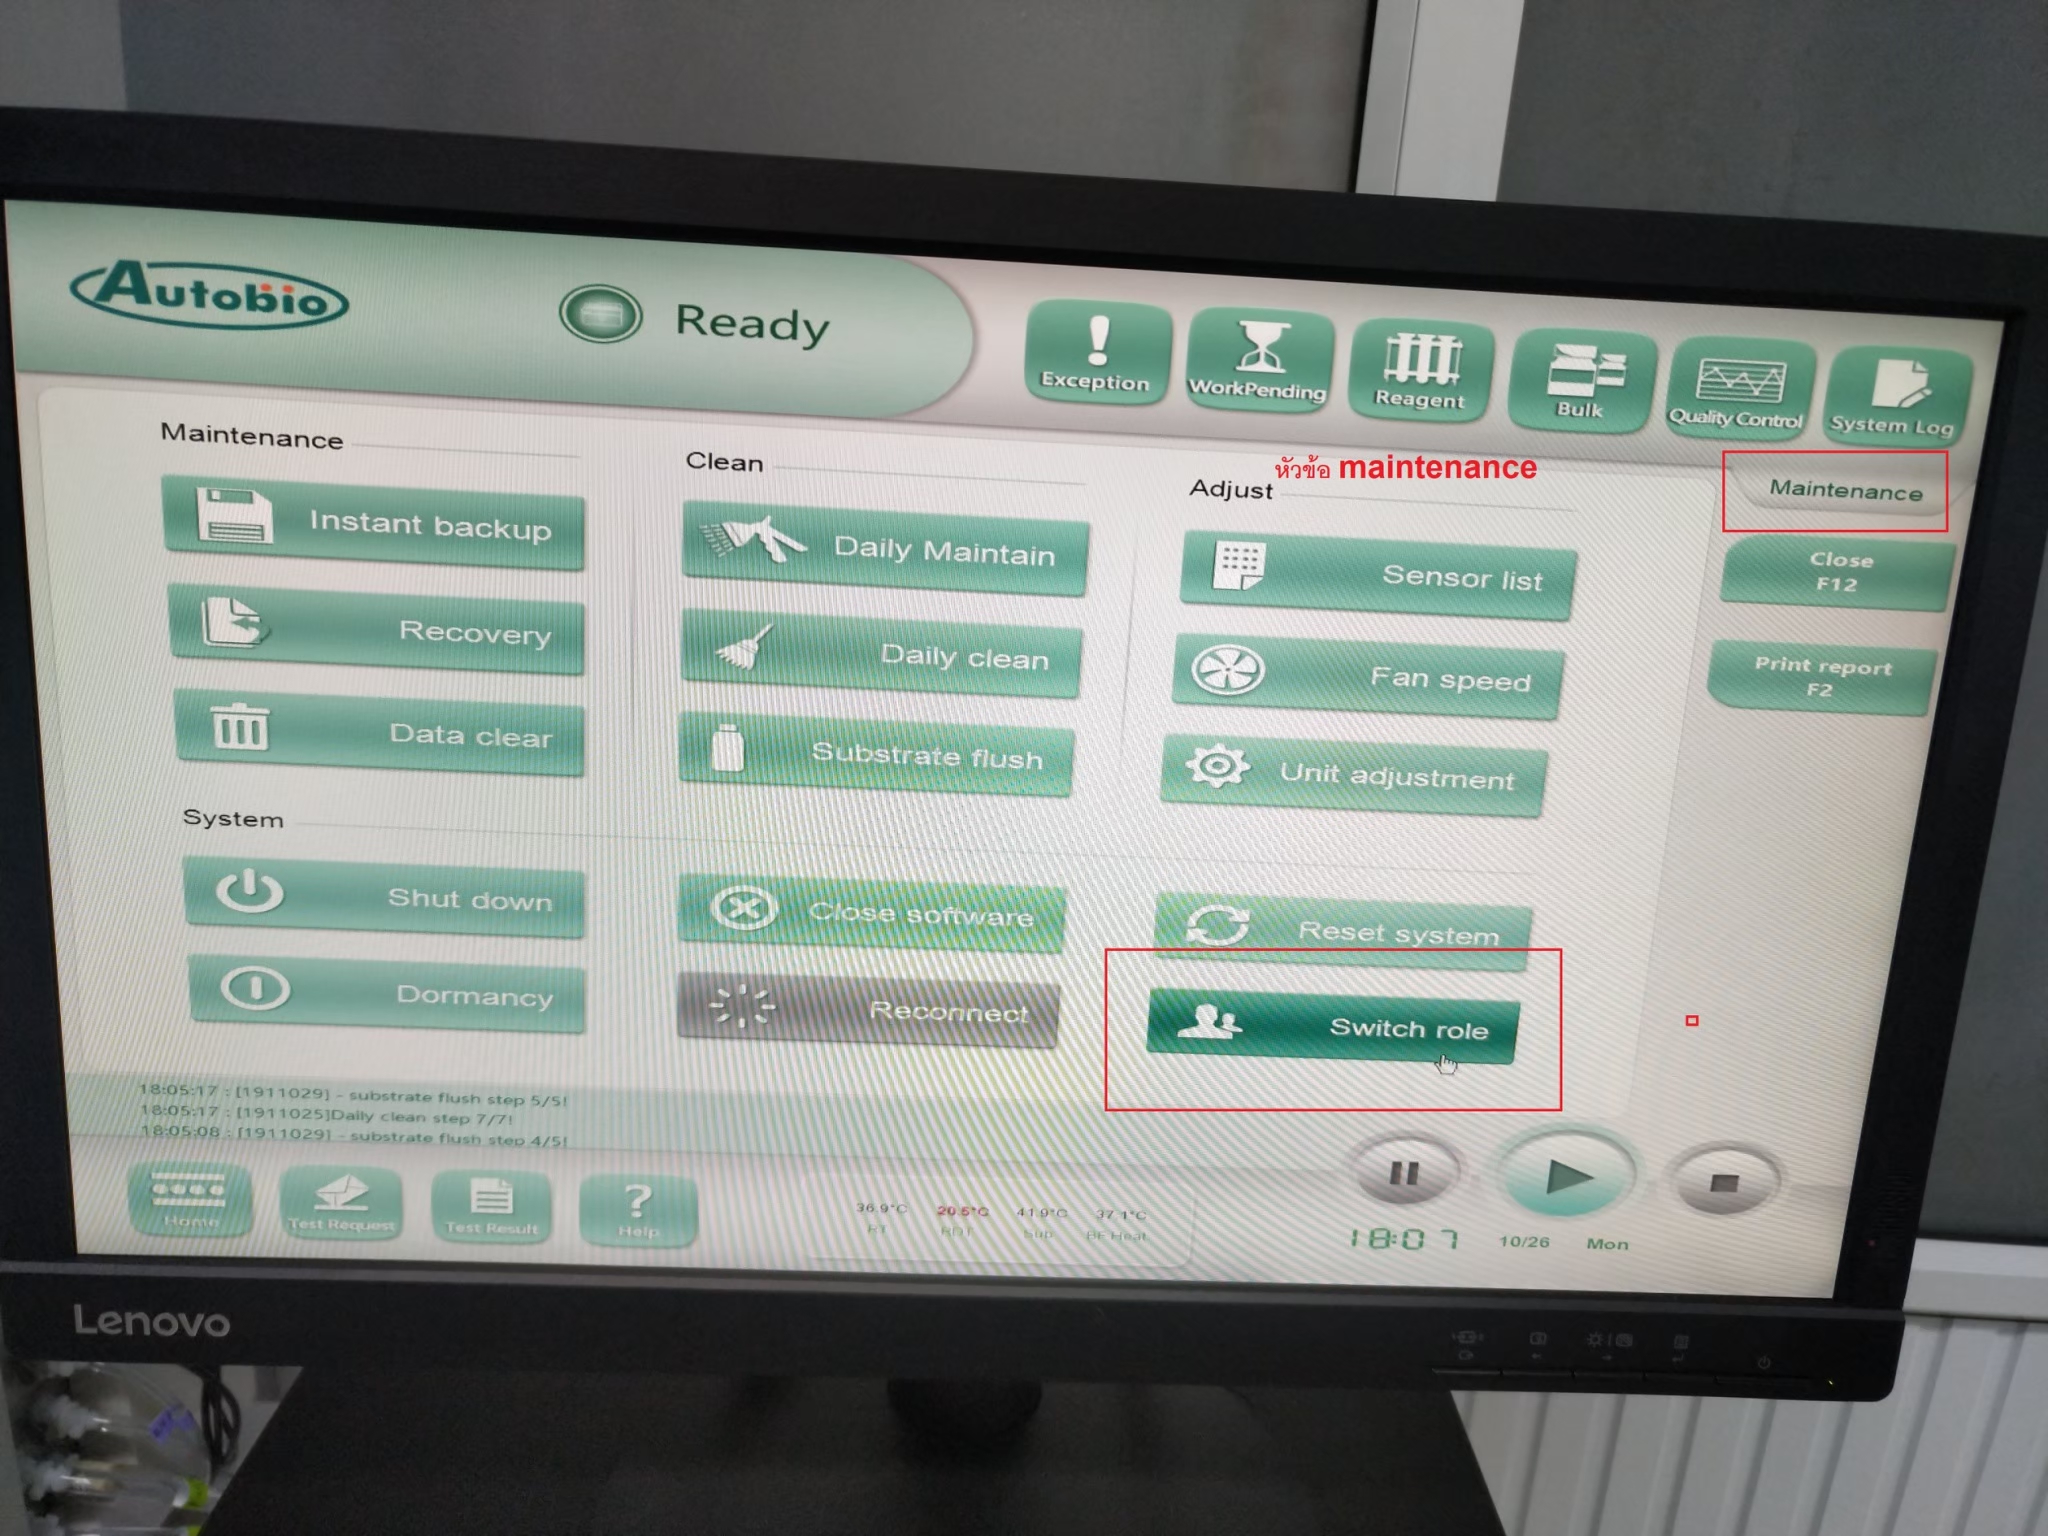 Autobio
Ready
Exception
WorkPending
Reagent
Bulk
Quality Control
System Log
Maintenance
Clean
Adjust
หัวข้อ maintenance
Maintenance
Instant backup
Daily Maintain
Sensor list
Close
F12
Recovery
Daily clean
Fan speed
Print report
F2
Data clear
Substrate flush
Unit adjustment
System
Shut down
Close software
Reset system
Dormancy
Reconnect
Switch role
18:05:17 : [1911029] - substrate flush step 5/5!
18:05:17 : [1911025]Daily clean step 7/7!
18:05:08 : [1911029] - substrate flush step 4/5!
Home
Test Request
Test Result
Help
36.9°C
20.5°C
41.9°C
37.1°C
RT
RDT
Sub
BF Heat
18:07
10/26
Mon
Lenovo